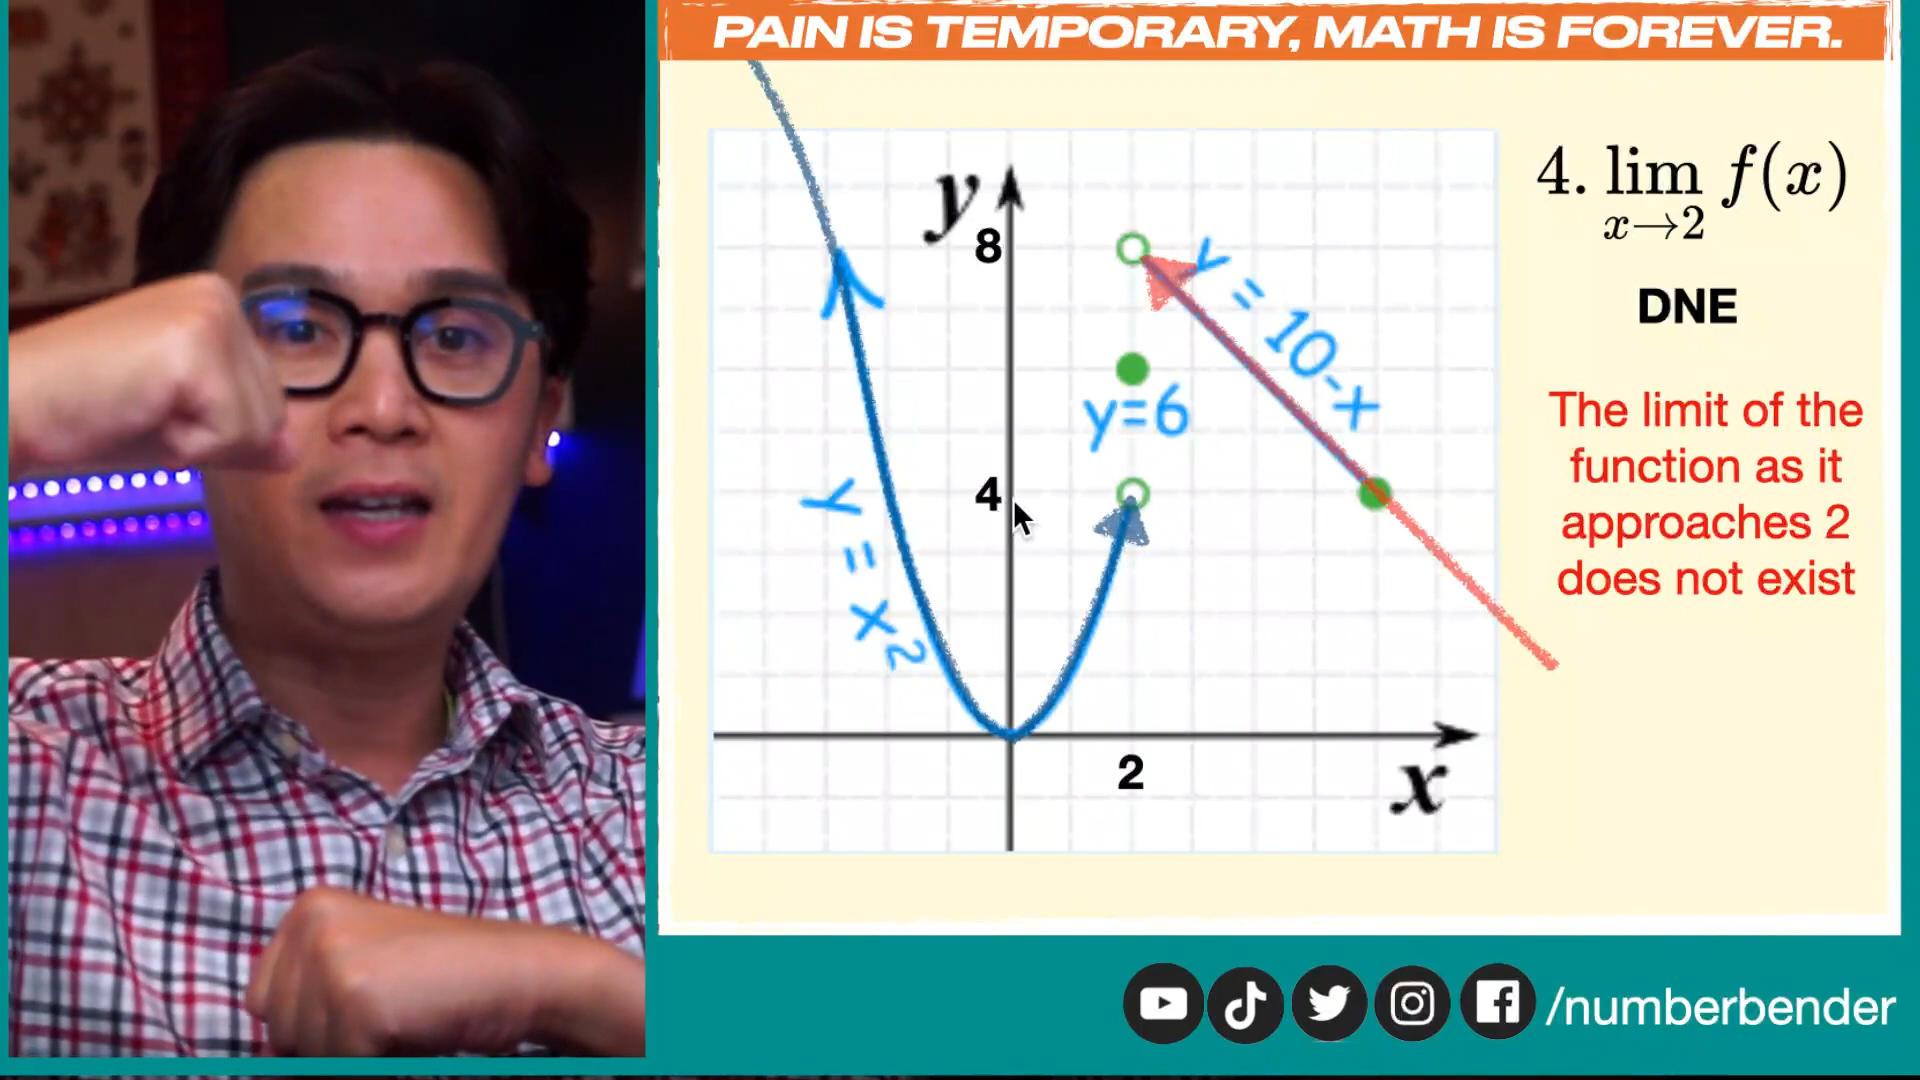 PAIN IS TEMPORARY, MATH IS FOREVER.
y
8
y = 10-x
y=6
4
y = x²
2
x
4. lim f(x)
x→2
DNE
The limit of the
function as it
approaches 2
does not exist
/numberbender